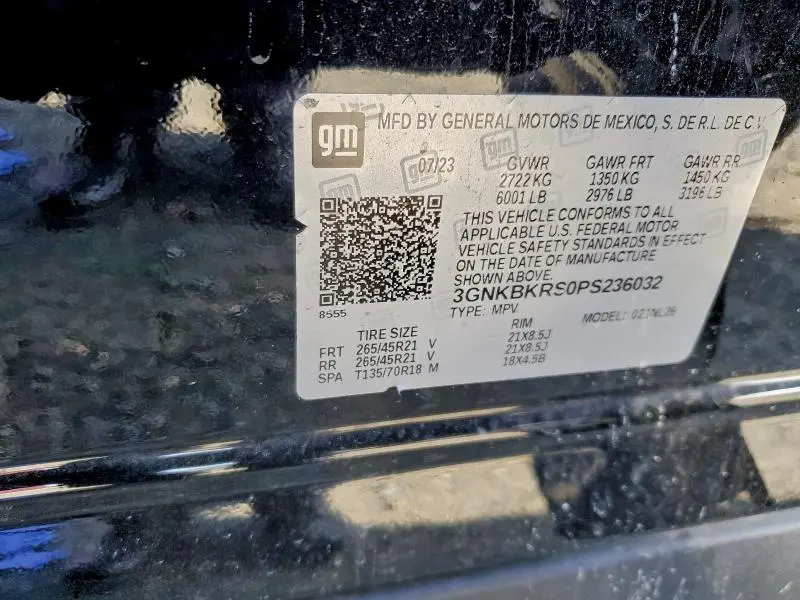 gm MFD BY GENERAL MOTORS DE MEXICO, S. DE R.L. DE C.V.
07/23 GVWR GAWR FRT GAWR RR
2722 KG 1350 KG 1450 KG
6001 LB 2976 LB 3196 LB
THIS VEHICLE CONFORMS TO ALL
APPLICABLE U.S. FEDERAL MOTOR
VEHICLE SAFETY STANDARDS IN EFFECT
ON THE DATE OF MANUFACTURE
SHOWN ABOVE.
3GNKBKRS0PS236032
8555 TYPE: MPV MODEL: 021NL26
TIRE SIZE RIM
FRT 265/45R21 V 21X8.5J
RR 265/45R21 V 21X8.5J
SPA T135/70R18 M 18X4.5B